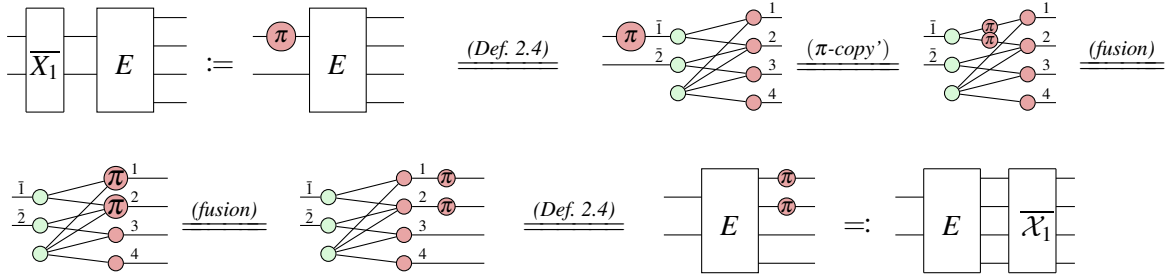 X̅₁ E := π E (Def. 2.4) π 1̄ 2̄ 1 2 3 4 (π-copy’) 1̄ 2̄ π π 1 2 3 4 (fusion)
1̄ 2̄ π π 1 2 3 4 (fusion) 1̄ 2̄ 1 2 3 4 π π (Def. 2.4) E π π =: E 𝒳̅₁